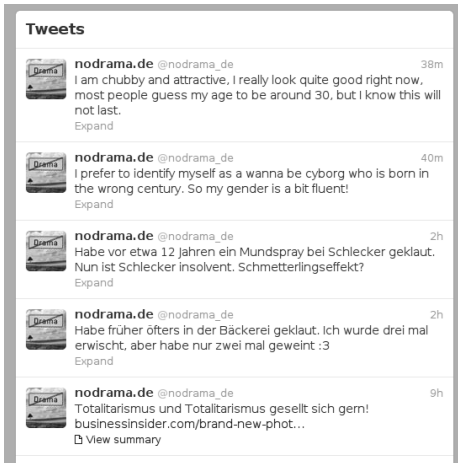 Tweets
nodrama.de @nodrama_de 38m
Drama
I am chubby and attractive, I really look quite good right now,
most people guess my age to be around 30, but I know this will
not last.
Expand
nodrama.de @nodrama_de 40m
Drama
I prefer to identify myself as a wanna be cyborg who is born in
the wrong century. So my gender is a bit fluent!
Expand
nodrama.de @nodrama_de 2h
Drama
Habe vor etwa 12 Jahren ein Mundspray bei Schlecker geklaut.
Nun ist Schlecker insolvent. Schmetterlingseffekt?
Expand
nodrama.de @nodrama_de 2h
Drama
Habe früher öfters in der Bäckerei geklaut. Ich wurde drei mal
erwischt, aber habe nur zwei mal geweint :3
Expand
nodrama.de @nodrama_de 9h
Drama
Totalitarismus und Totalitarismus gesellt sich gern!
businessinsider.com/brand-new-phot...
View summary